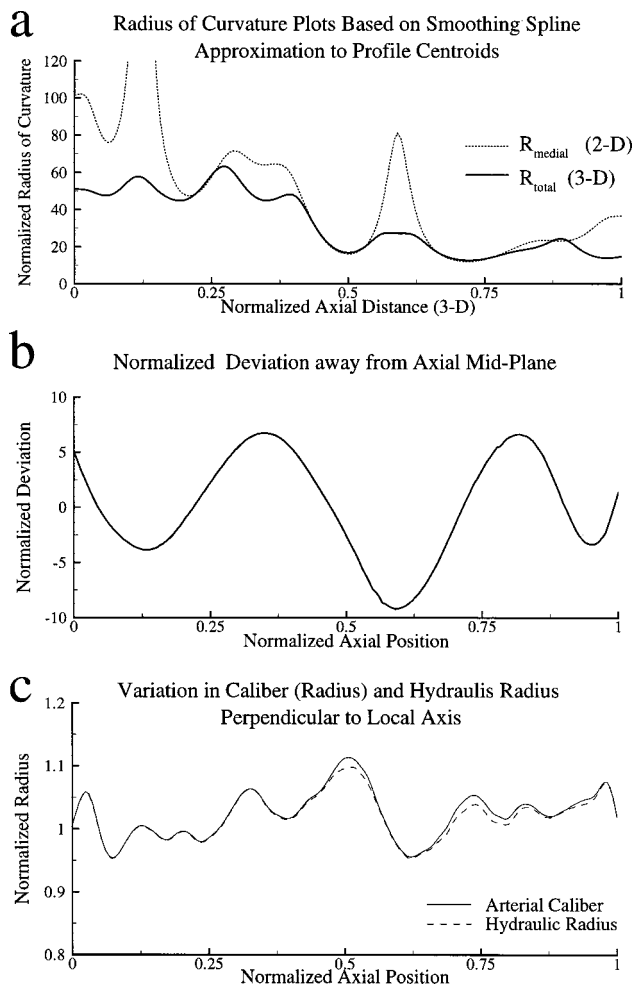 a
Radius of Curvature Plots Based on Smoothing Spline
Approximation to Profile Centroids
Normalized Radius of Curvature
120
100
80
60
40
20
0
R_medial (2-D)
R_total (3-D)
0 0.25 0.5 0.75 1
Normalized Axial Distance (3-D)
b
Normalized Deviation away from Axial Mid-Plane
Normalized Deviation
10
5
0
-5
-10
0 0.25 0.5 0.75 1
Normalized Axial Position
c
Variation in Caliber (Radius) and Hydraulis Radius
Perpendicular to Local Axis
Normalized Radius
1.2
1.1
1
0.9
0.8
Arterial Caliber
Hydraulic Radius
0 0.25 0.5 0.75 1
Normalized Axial Position